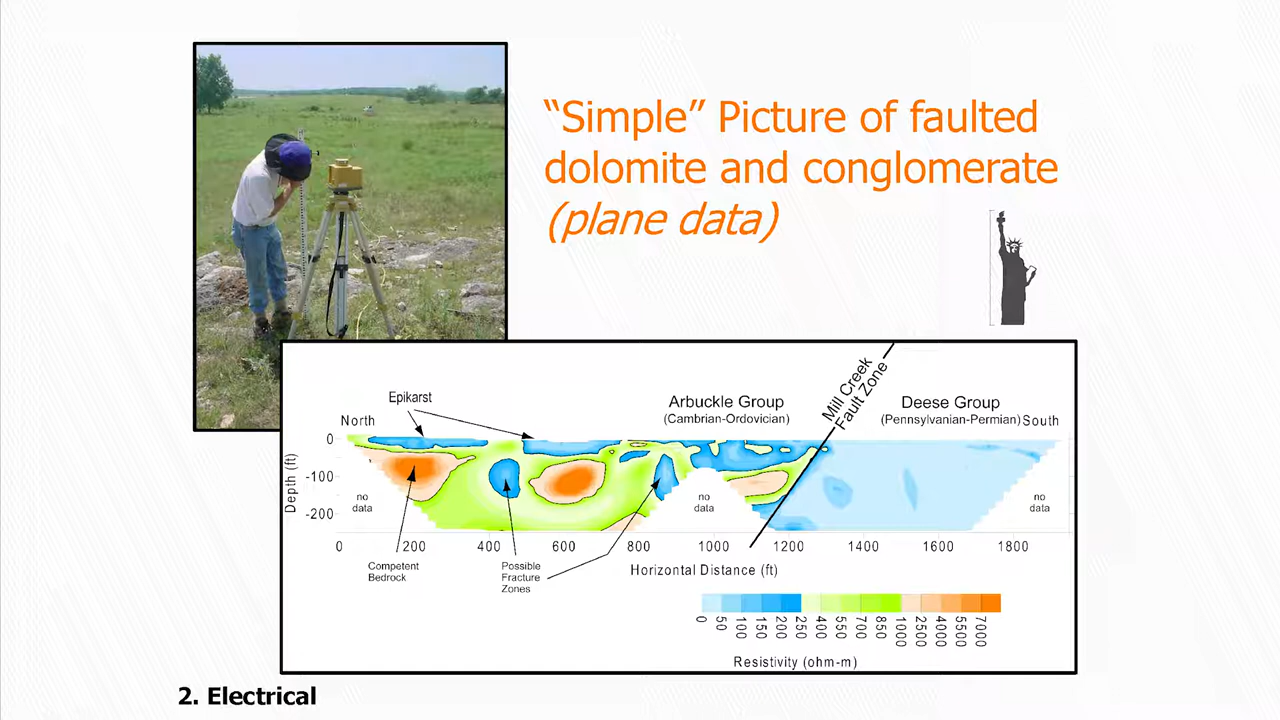 “Simple” Picture of faulted
dolomite and conglomerate
(plane data)
Epikarst
North
Arbuckle Group
(Cambrian-Ordovician)
Mill Creek
Fault Zone
Deese Group
(Pennsylvanian-Permian)
South
Depth (ft)
0
-100
-200
no
data
no
data
no
data
0 200 400 600 800 1000 1200 1400 1600 1800
Competent
Bedrock
Possible
Fracture
Zones
Horizontal Distance (ft)
0 50 100 150 200 250 400 550 700 850 1000 2500 4000 5500 7000
Resistivity (ohm-m)
2. Electrical